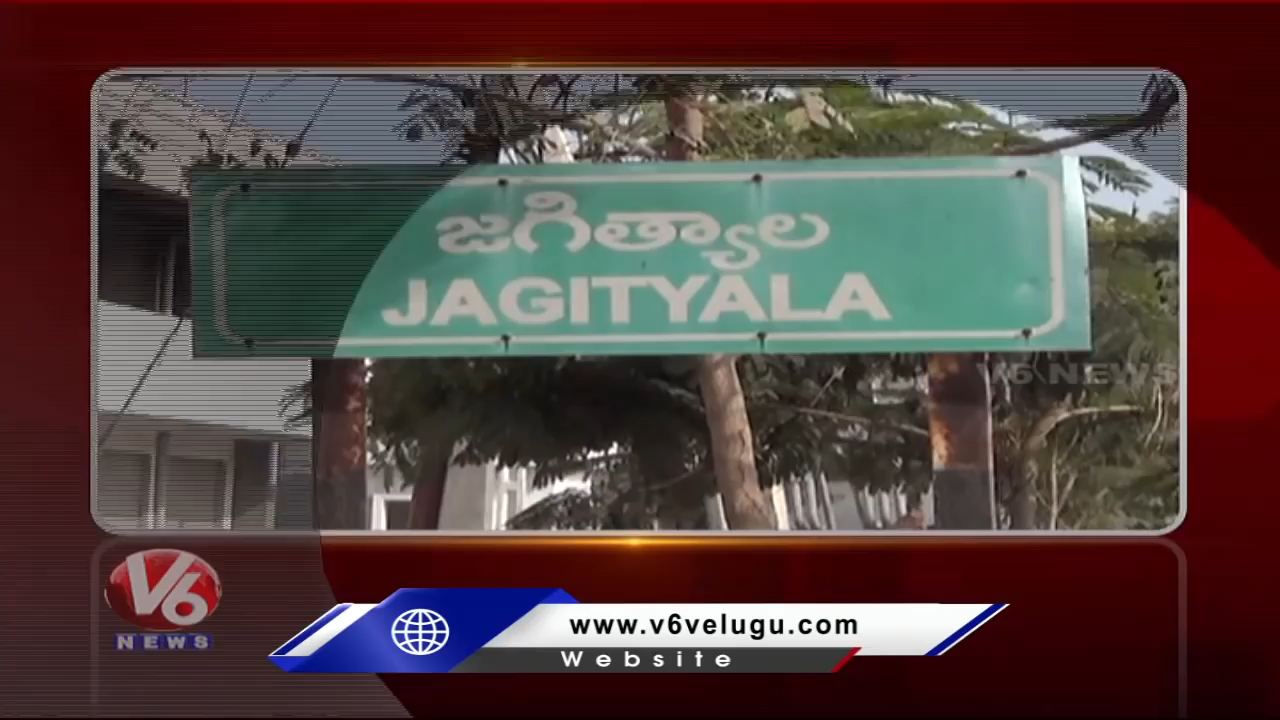 జగిత్యాల
JAGITYALA
V6 NEWS
V6
NEWS
www.v6velugu.com
Website